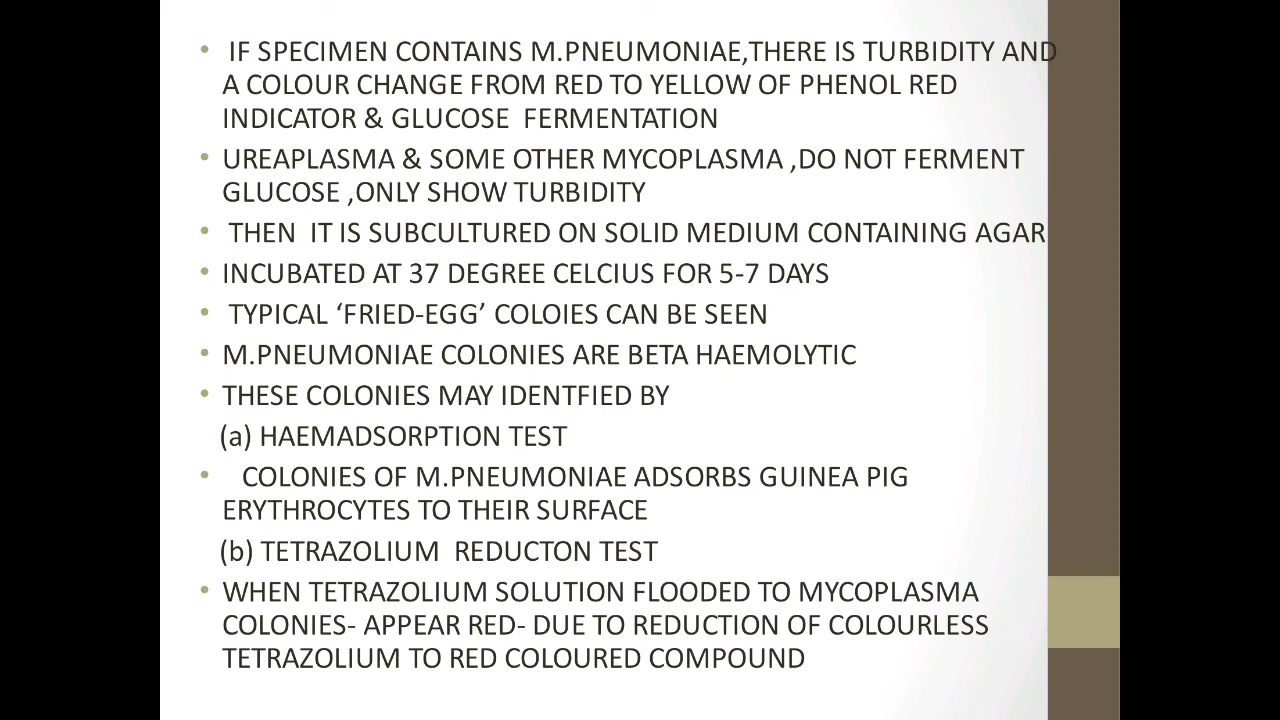 • IF SPECIMEN CONTAINS M.PNEUMONIAE,THERE IS TURBIDITY AND
A COLOUR CHANGE FROM RED TO YELLOW OF PHENOL RED
INDICATOR & GLUCOSE FERMENTATION
• UREAPLASMA & SOME OTHER MYCOPLASMA ,DO NOT FERMENT
GLUCOSE ,ONLY SHOW TURBIDITY
• THEN IT IS SUBCULTURED ON SOLID MEDIUM CONTAINING AGAR
• INCUBATED AT 37 DEGREE CELCIUS FOR 5-7 DAYS
• TYPICAL ‘FRIED-EGG’ COLOIES CAN BE SEEN
• M.PNEUMONIAE COLONIES ARE BETA HAEMOLYTIC
• THESE COLONIES MAY IDENTFIED BY
(a) HAEMADSORPTION TEST
• COLONIES OF M.PNEUMONIAE ADSORBS GUINEA PIG
ERYTHROCYTES TO THEIR SURFACE
(b) TETRAZOLIUM REDUCTON TEST
• WHEN TETRAZOLIUM SOLUTION FLOODED TO MYCOPLASMA
COLONIES- APPEAR RED- DUE TO REDUCTION OF COLOURLESS
TETRAZOLIUM TO RED COLOURED COMPOUND